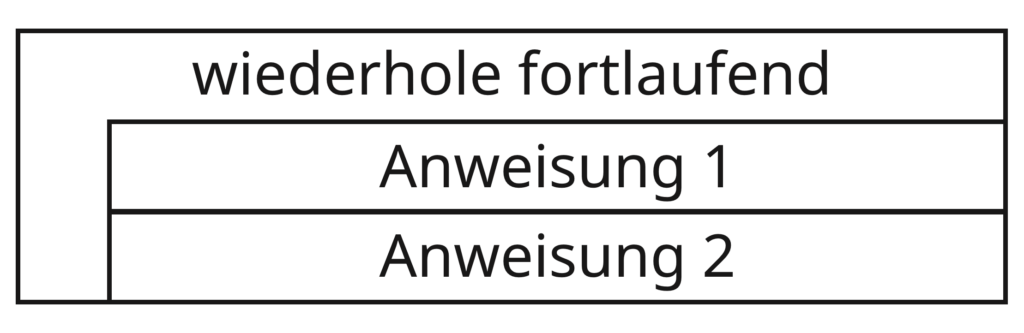 wiederhole fortlaufend
Anweisung 1
Anweisung 2